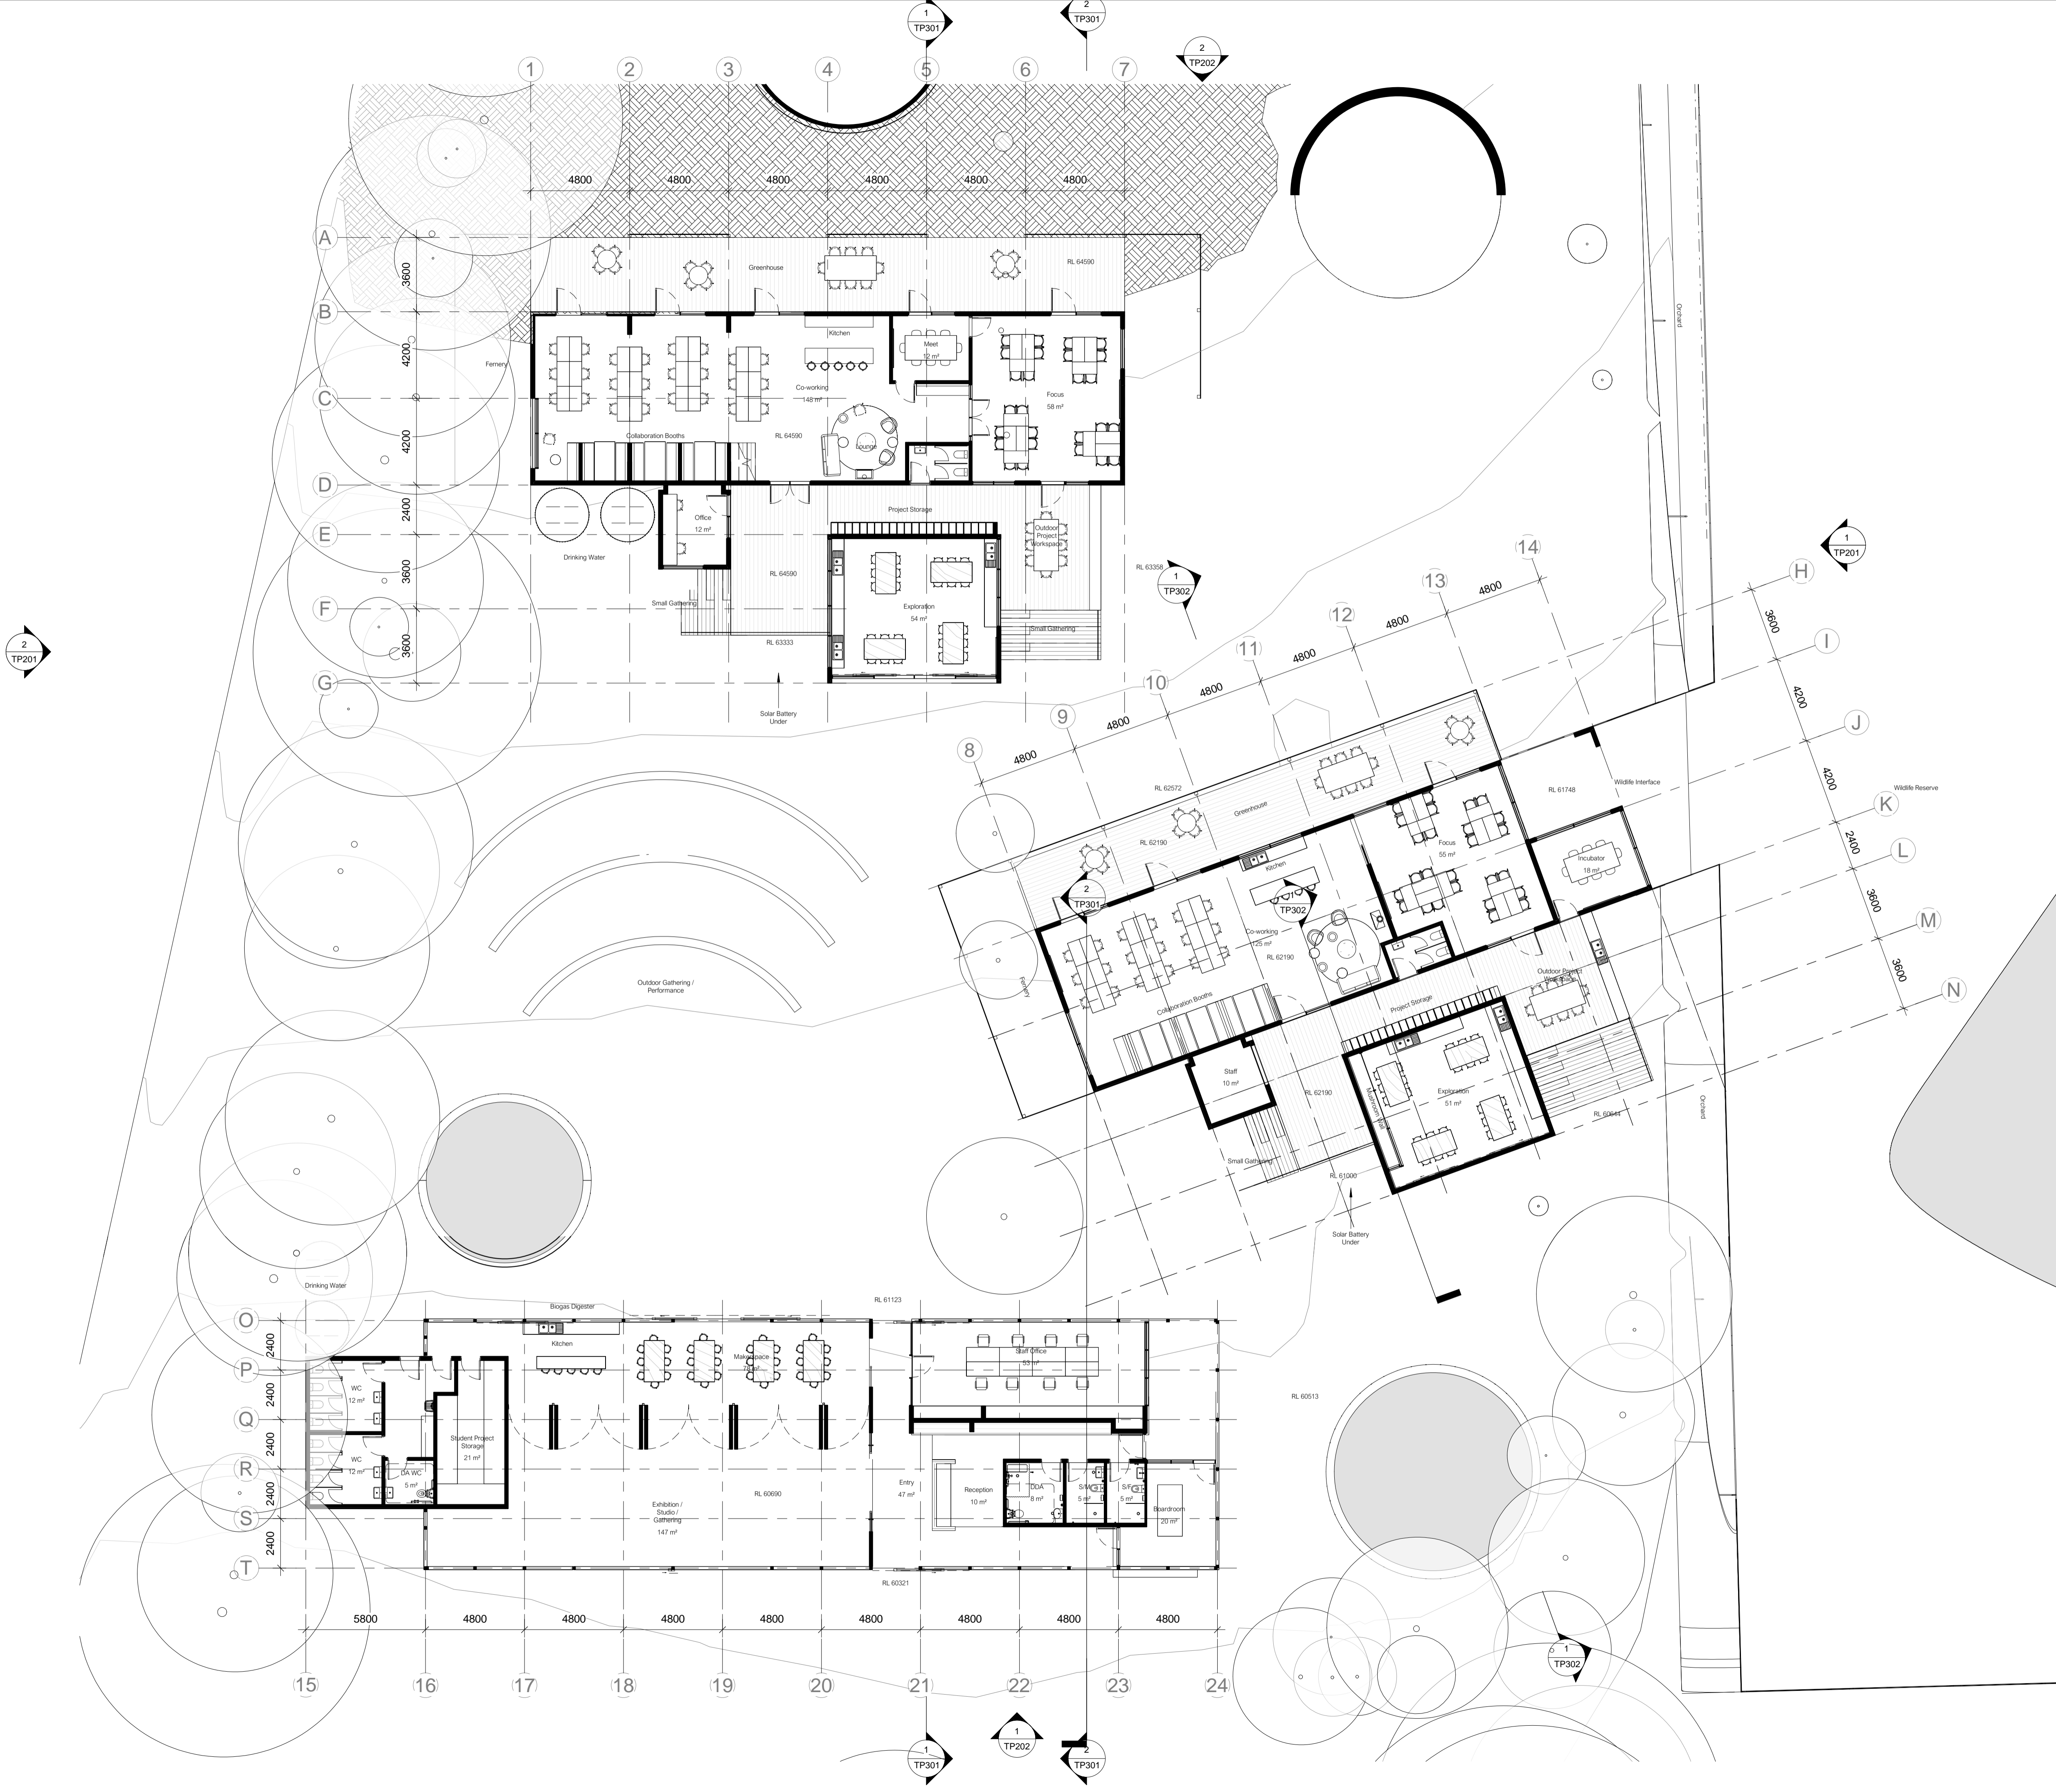 1
TP301
2
TP301
2
TP202
1
2
3
4
5
6
7
4800
4800
4800
4800
4800
4800
A
B
C
D
E
F
G
3600
4200
4200
2400
3600
3600
Greenhouse
RL 64590
Fernery
Kitchen
Meet
12 m²
Co-working
148 m²
Focus
58 m²
Collaboration Booths
RL 64590
Lounge
Office
12 m²
Project Storage
Outdoor
Project
Workspace
Drinking Water
RL 64590
Small Gathering
Exploration
54 m²
Small Gathering
RL 63333
RL 63358
Solar Battery
Under
Orchard
1
TP302
1
TP201
2
TP201
8
9
10
11
12
13
14
4800
4800
4800
4800
4800
4800
H
I
J
K
L
M
N
3600
4200
4200
2400
3600
3600
RL 62572
Greenhouse
RL 62190
RL 61748
Wildlife Interface
Wildlife Reserve
Kitchen
Focus
55 m²
Incubator
18 m²
2
TP301
TP302
Co-working
125 m²
RL 62190
Fernery
Collaboration Booths
Outdoor Project
Workspace
Project Storage
Staff
10 m²
RL 62190
Mushroom Wall
Exploration
51 m²
RL 60644
Orchard
Small Gathering
RL 61000
Solar Battery
Under
Outdoor Gathering /
Performance
Drinking Water
Biogas Digester
RL 61123
O
P
Q
R
S
T
2400
2400
2400
2400
2400
Kitchen
Makerspace
Staff Office
53 m²
WC
12 m²
WC
12 m²
DA WC
5 m²
Student Project
Storage
21 m²
RL 60690
Exhibition /
Studio /
Gathering
147 m²
Entry
47 m²
Reception
10 m²
DDA
8 m²
S/M
5 m²
S/F
5 m²
Boardroom
20 m²
RL 60513
RL 60321
5800
4800
4800
4800
4800
4800
4800
4800
4800
15
16
17
18
19
20
21
22
23
24
1
TP302
1
TP301
1
TP202
2
TP301